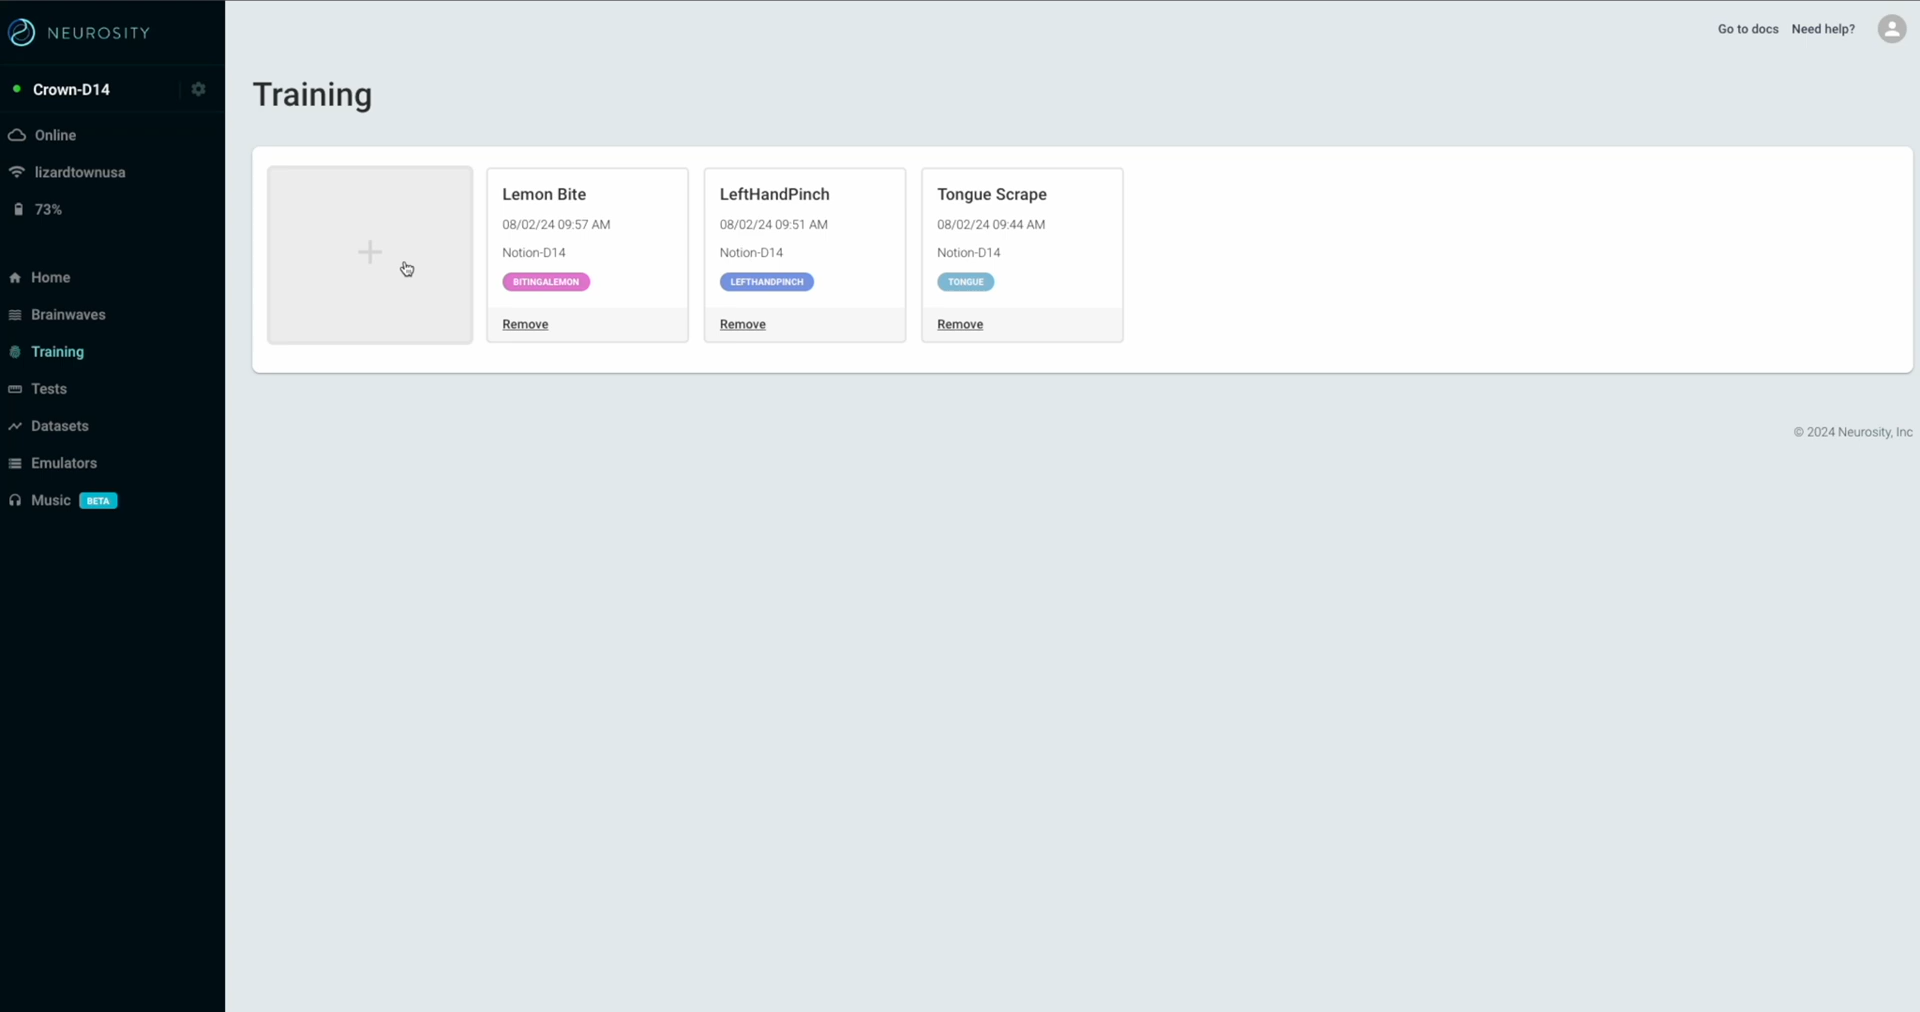 NEUROSITY
Crown-D14
Online
lizardtownusa
73%
Home
Brainwaves
Training
Tests
Datasets
Emulators
Music BETA
Go to docs Need help?
Training
Lemon Bite
08/02/24 09:57 AM
Notion-D14
BITINGALEMON
Remove
LeftHandPinch
08/02/24 09:51 AM
Notion-D14
LEFTHANDPINCH
Remove
Tongue Scrape
08/02/24 09:44 AM
Notion-D14
TONGUE
Remove
© 2024 Neurosity, Inc